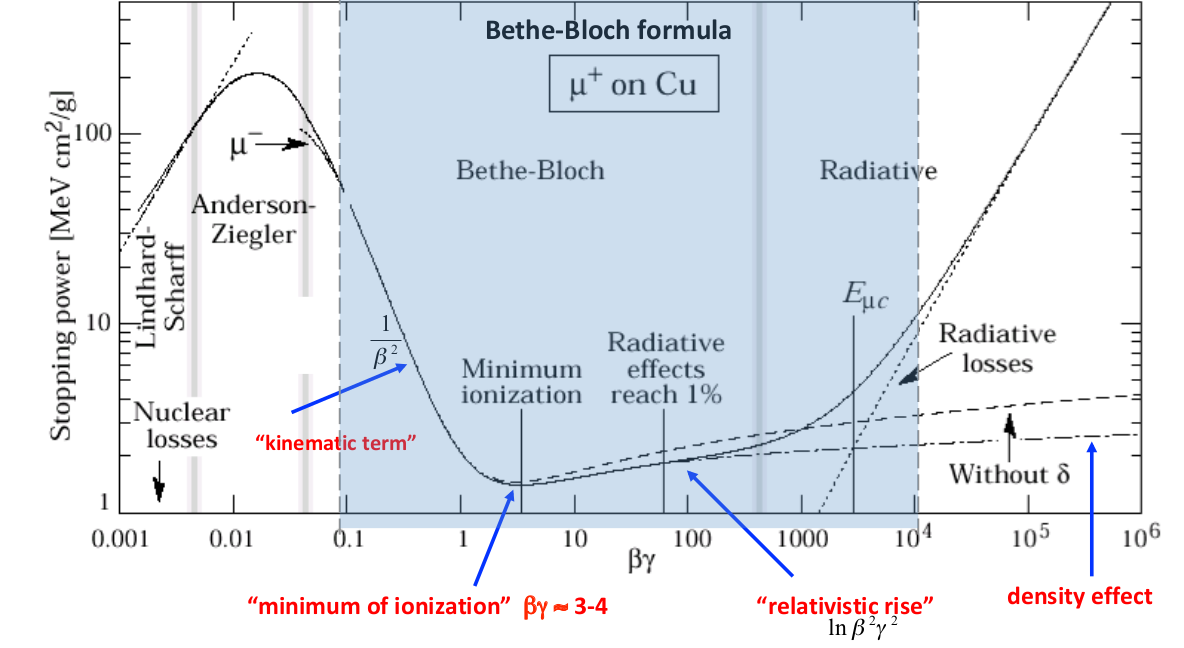 Bethe-Bloch formula
μ⁺ on Cu
Stopping power [MeV cm²/g]
100
10
1
μ⁻
Bethe-Bloch
Radiative
Anderson-
Ziegler
Lindhard-
Scharff
E_μc
1/β²
Minimum
ionization
Radiative
effects
reach 1%
Radiative
losses
Nuclear
losses
“kinematic term”
Without δ
0.001
0.01
0.1
1
10
100
1000
10⁴
10⁵
10⁶
βγ
“minimum of ionization” βγ ≈ 3-4
“relativistic rise”
ln β²γ²
density effect